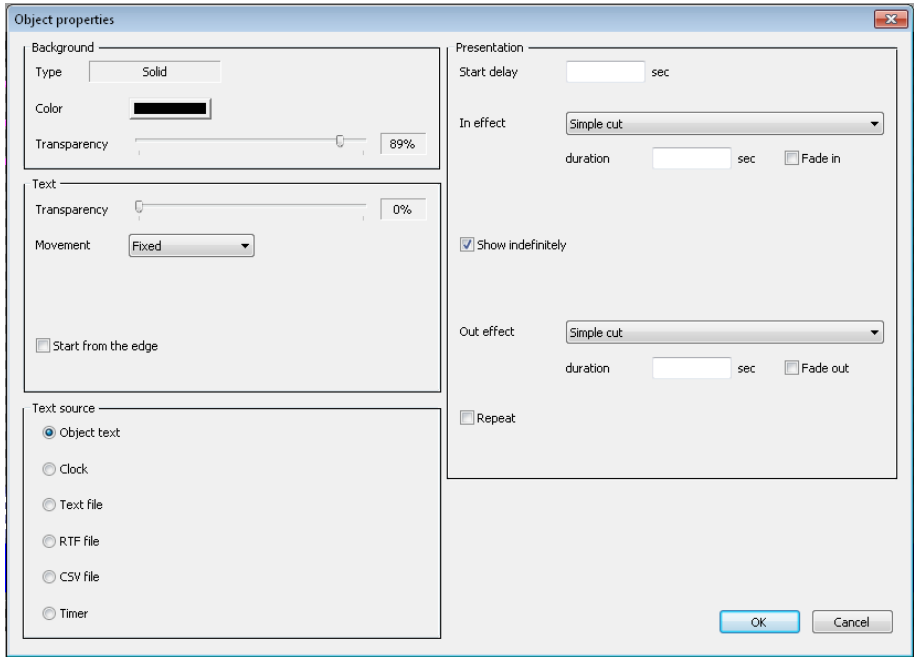 Object properties
Background
Type Solid
Color
Transparency 89%
Text
Transparency 0%
Movement Fixed
Start from the edge
Text source
Object text
Clock
Text file
RTF file
CSV file
Timer
Presentation
Start delay sec
In effect Simple cut
duration sec Fade in
Show indefinitely
Out effect Simple cut
duration sec Fade out
Repeat
OK Cancel